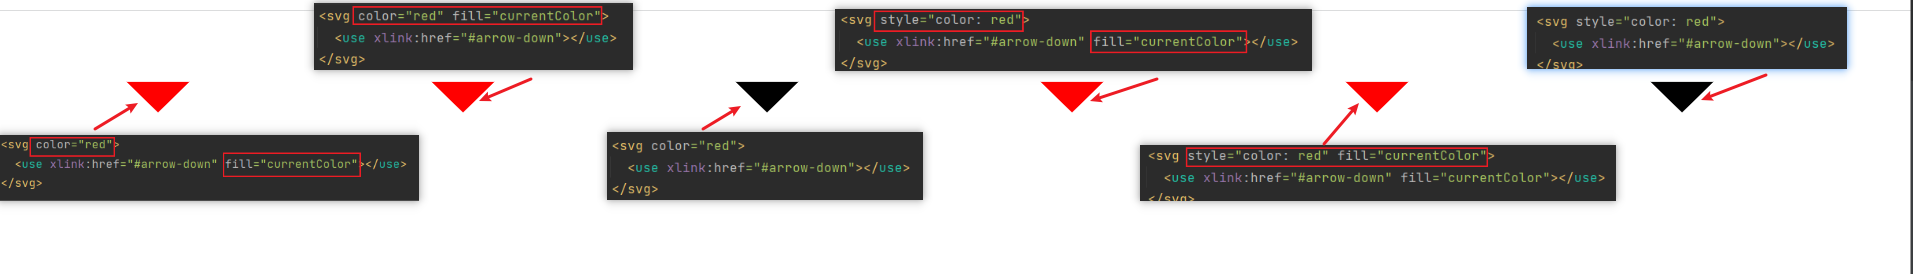 <svg color="red" fill="currentColor">
<use xlink:href="#arrow-down"></use>
</svg>
<svg style="color: red">
<use xlink:href="#arrow-down" fill="currentColor"></use>
</svg>
<svg style="color: red">
<use xlink:href="#arrow-down"></use>
</svg>
<svg color="red">
<use xlink:href="#arrow-down" fill="currentColor"></use>
</svg>
<svg color="red">
<use xlink:href="#arrow-down"></use>
</svg>
<svg style="color: red" fill="currentColor">
<use xlink:href="#arrow-down" fill="currentColor"></use>
</svg>